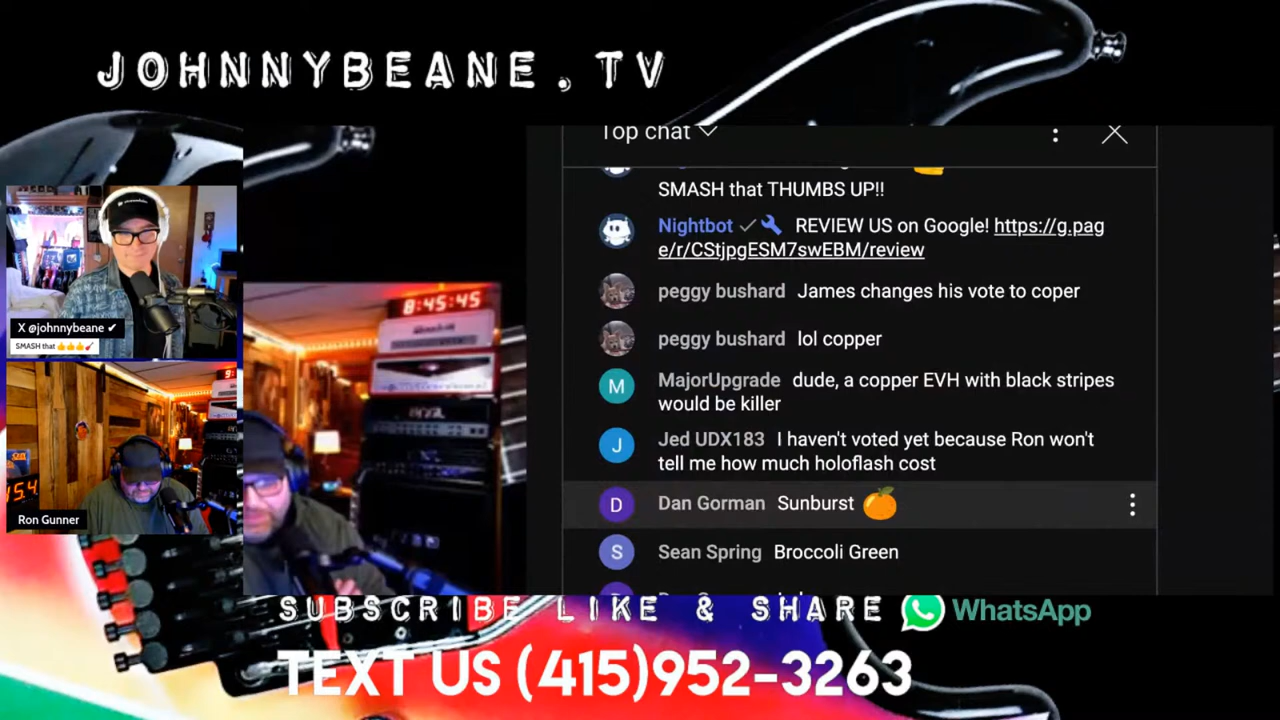 JOHNNYBEANE.TV
Top chat
SMASH that THUMBS UP!!
Nightbot REVIEW US on Google! https://g.pag
e/r/CStjpgESM7swEBM/review
peggy bushard James changes his vote to coper
peggy bushard lol copper
MajorUpgrade dude, a copper EVH with black stripes
would be killer
Jed UDX183 I haven't voted yet because Ron won't
tell me how much holoflash cost
Dan Gorman Sunburst 🍊
Sean Spring Broccoli Green
X @johnnybeane ✔
SMASH that 👍👍👍🎸
8:45:45
Ron Gunner
SUBSCRIBE LIKE & SHARE WhatsApp
TEXT US (415)952-3263